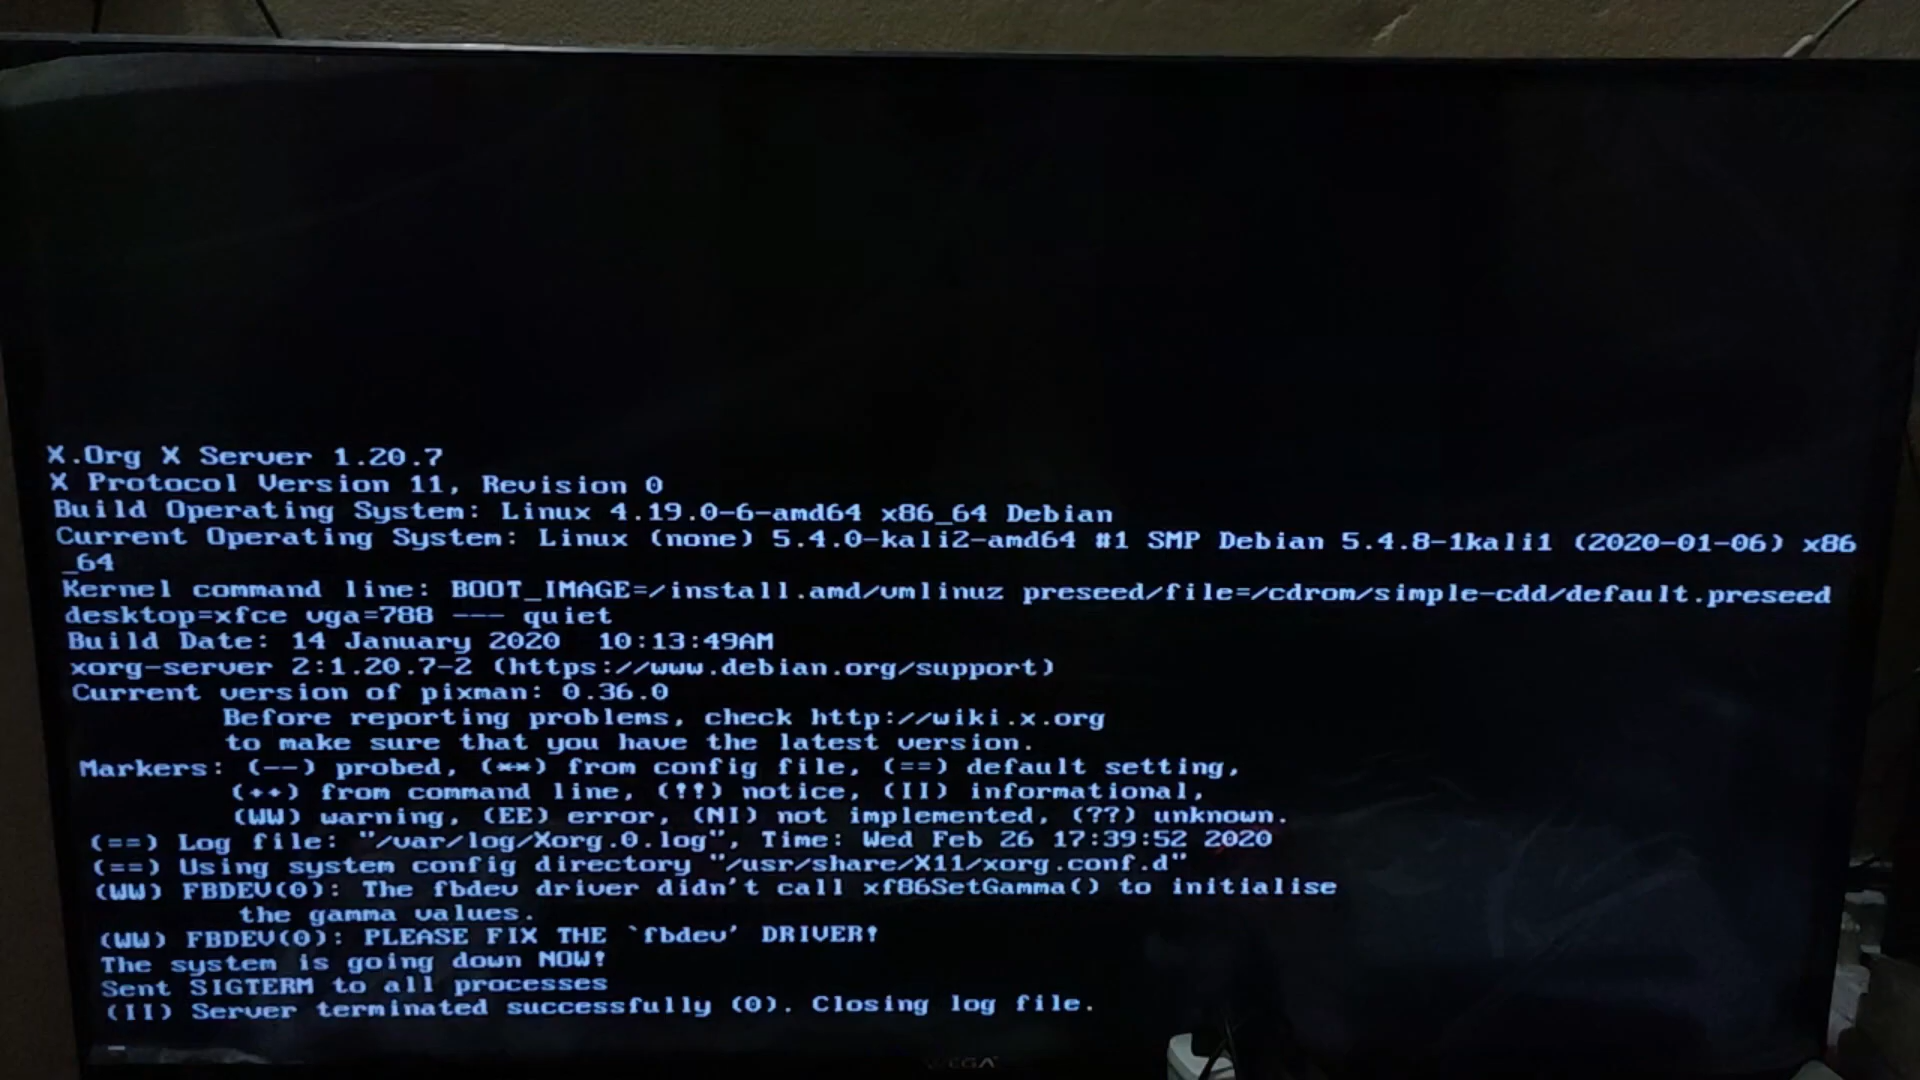 X.Org X Server 1.20.7
X Protocol Version 11, Revision 0
Build Operating System: Linux 4.19.0-6-amd64 x86_64 Debian
Current Operating System: Linux (none) 5.4.0-kali2-amd64 #1 SMP Debian 5.4.8-1kali1 (2020-01-06) x86
_64
Kernel command line: BOOT_IMAGE=/install.amd/vmlinuz preseed/file=/cdrom/simple-cdd/default.preseed
desktop=xfce vga=788 --- quiet
Build Date: 14 January 2020  10:13:49AM
xorg-server 2:1.20.7-2 (https://www.debian.org/support)
Current version of pixman: 0.36.0
Before reporting problems, check http://wiki.x.org
to make sure that you have the latest version.
Markers: (--) probed, (**) from config file, (==) default setting,
(++) from command line, (!!) notice, (II) informational,
(WW) warning, (EE) error, (NI) not implemented, (??) unknown.
(==) Log file: "/var/log/Xorg.0.log", Time: Wed Feb 26 17:39:52 2020
(==) Using system config directory "/usr/share/X11/xorg.conf.d"
(WW) FBDEV(0): The fbdev driver didn't call xf86SetGamma() to initialise
the gamma values.
(WW) FBDEV(0): PLEASE FIX THE `fbdev' DRIVER!
The system is going down NOW!
Sent SIGTERM to all processes
(II) Server terminated successfully (0). Closing log file.